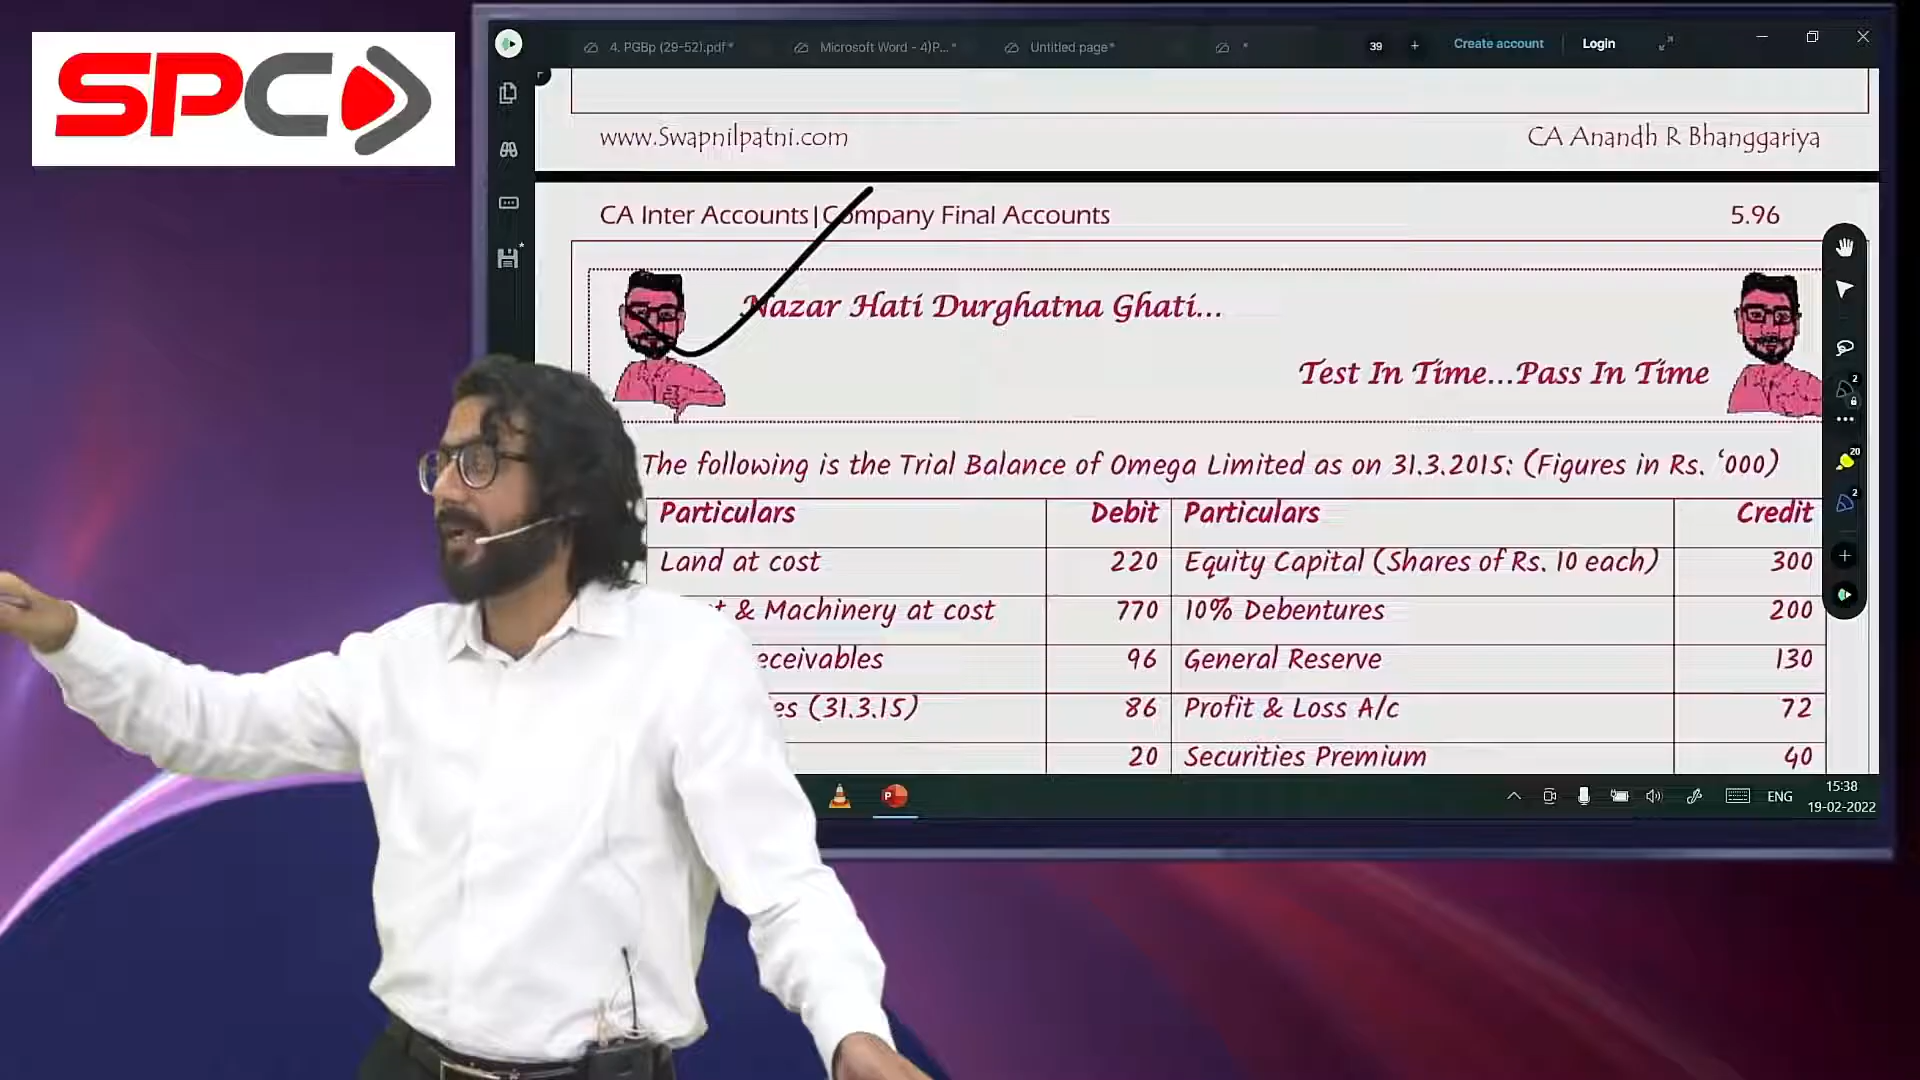 SPC
4. PGBp (29-52).pdf*
Microsoft Word - 4)P...*
Untitled page*
*
39
+
Create account
Login
www.Swapnilpatni.com
CA Anandh R Bhanggariya
CA Inter Accounts|Company Final Accounts
5.96
Nazar Hati Durghatna Ghati...
Test In Time...Pass In Time
The following is the Trial Balance of Omega Limited as on 31.3.2015: (Figures in Rs. ‘000)
Particulars Debit Particulars Credit
Land at cost 220 Equity Capital (Shares of Rs. 10 each) 300
& Machinery at cost 770 10% Debentures 200
eceivables 96 General Reserve 130
es (31.3.15) 86 Profit & Loss A/c 72
20 Securities Premium 40
2
20
2
P
ENG
15:38
19-02-2022